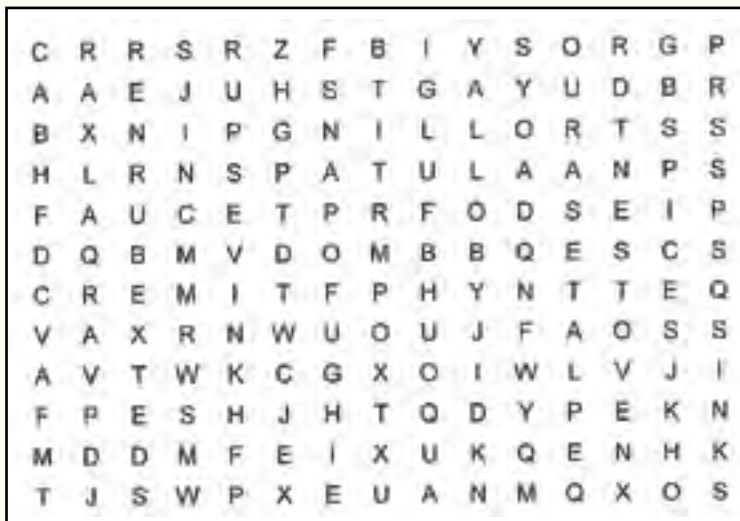 C R R S R Z F B I Y S O R G P
A A E J U H S T G A Y U D B R
B X N I P G N I L L O R T S S
H L R N S P A T U L A A N P S
F A U C E T P R F O D S E I P
D Q B M V D O M B B Q E S C S
C R E M I T F P H Y N T T E Q
V A X R N W U O U J F A O S S
A V T W K C G X O I W L V J I
F P E S H J H T Q D Y P E K N
M D D M F E I X U K Q E N H K
T J S W P X E U A N M Q X O S